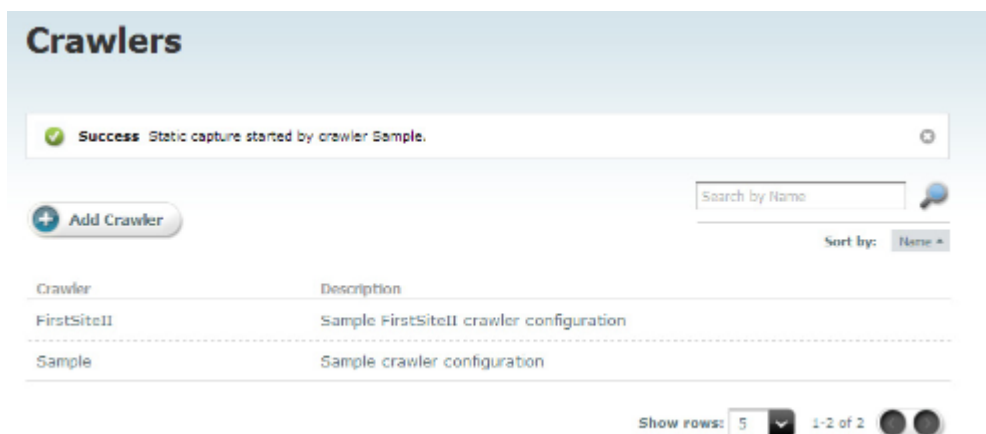 Crawlers
Success Static capture started by crawler Sample.
Search by Name
Add Crawler
Sort by: Name
Crawler Description
FirstSiteII Sample FirstSiteII crawler configuration
Sample Sample crawler configuration
Show rows: 5 1-2 of 2